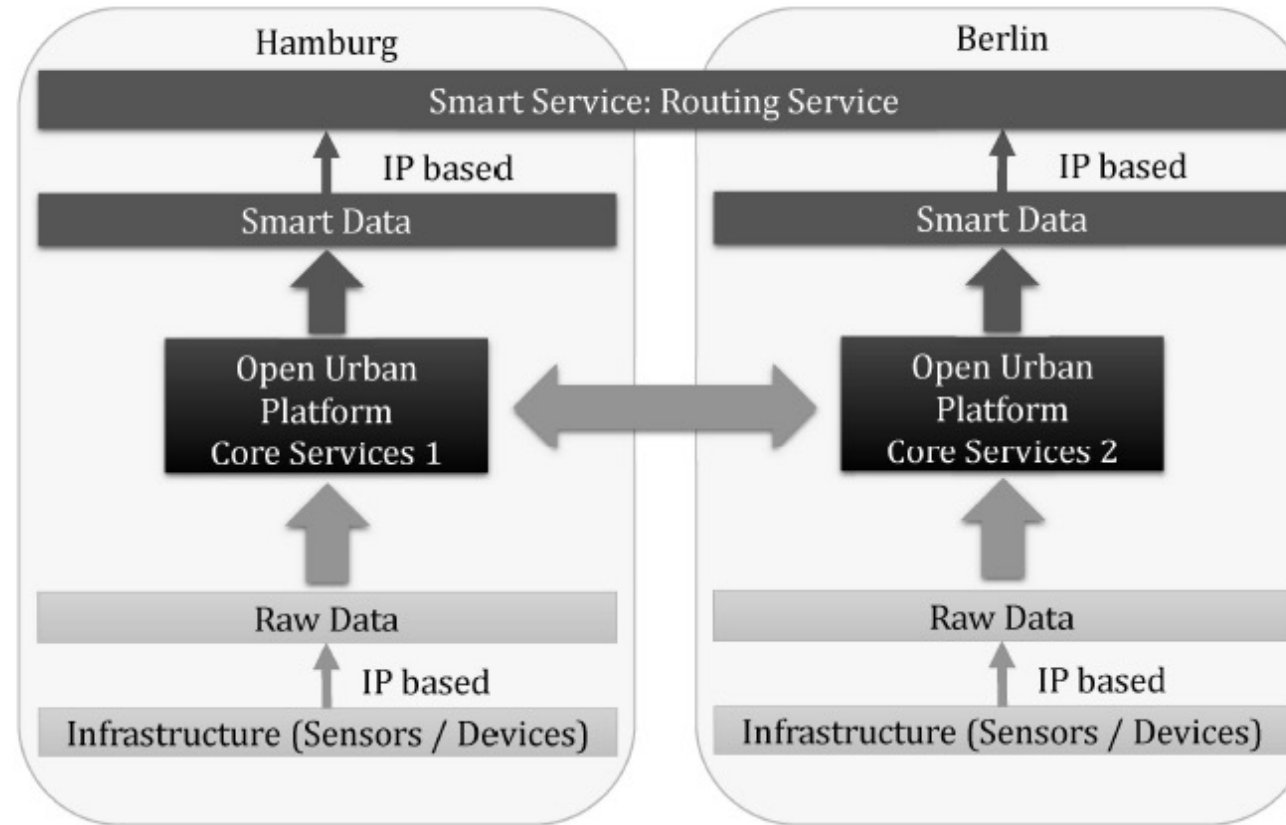 Hamburg
Berlin
Smart Service: Routing Service
IP based
IP based
Smart Data
Smart Data
Open Urban
Platform
Core Services 1
Open Urban
Platform
Core Services 2
Raw Data
Raw Data
IP based
IP based
Infrastructure (Sensors / Devices)
Infrastructure (Sensors / Devices)